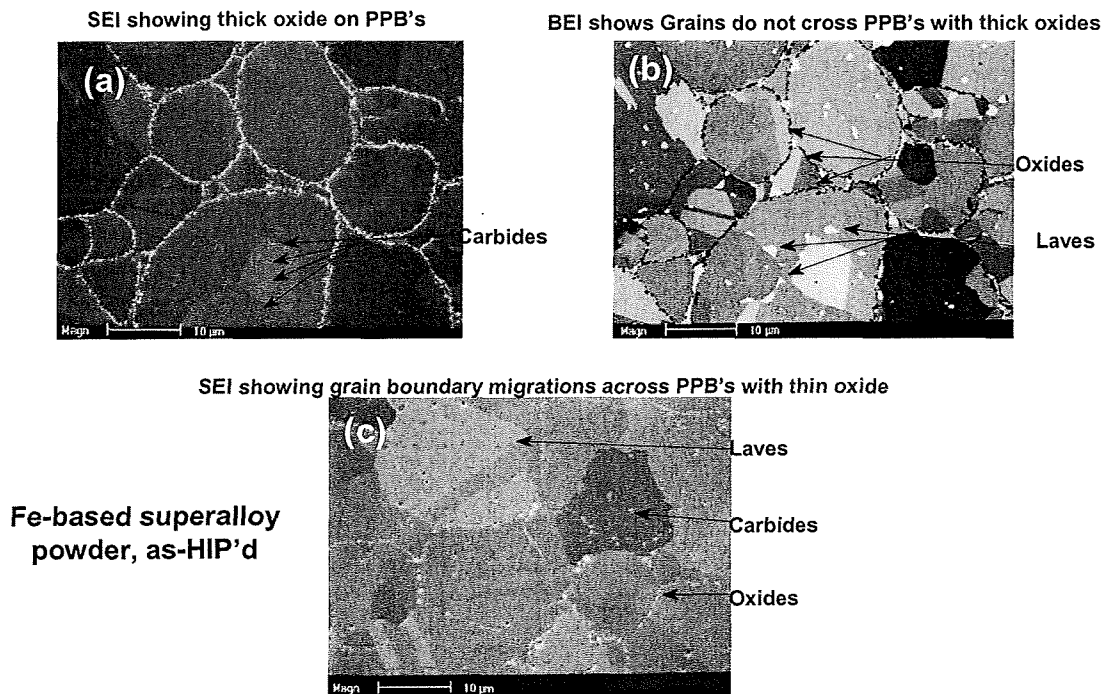 SEI showing thick oxide on PPB's
BEI shows Grains do not cross PPB's with thick oxides
(a)
Carbides
Magn
10 µm
(b)
Oxides
Laves
Magn
10 µm
SEI showing grain boundary migrations across PPB's with thin oxide
(c)
Laves
Carbides
Oxides
Magn
10 µm
Fe-based superalloy
powder, as-HIP'd